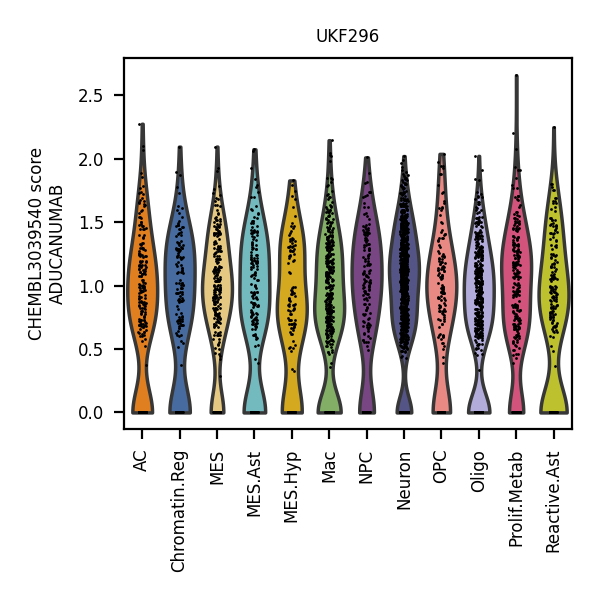 UKF296
CHEMBL3039540 score
ADUCANUMAB
2.5
2.0
1.5
1.0
0.5
0.0
AC
Chromatin.Reg
MES
MES.Ast
MES.Hyp
Mac
NPC
Neuron
OPC
Oligo
Prolif.Metab
Reactive.Ast